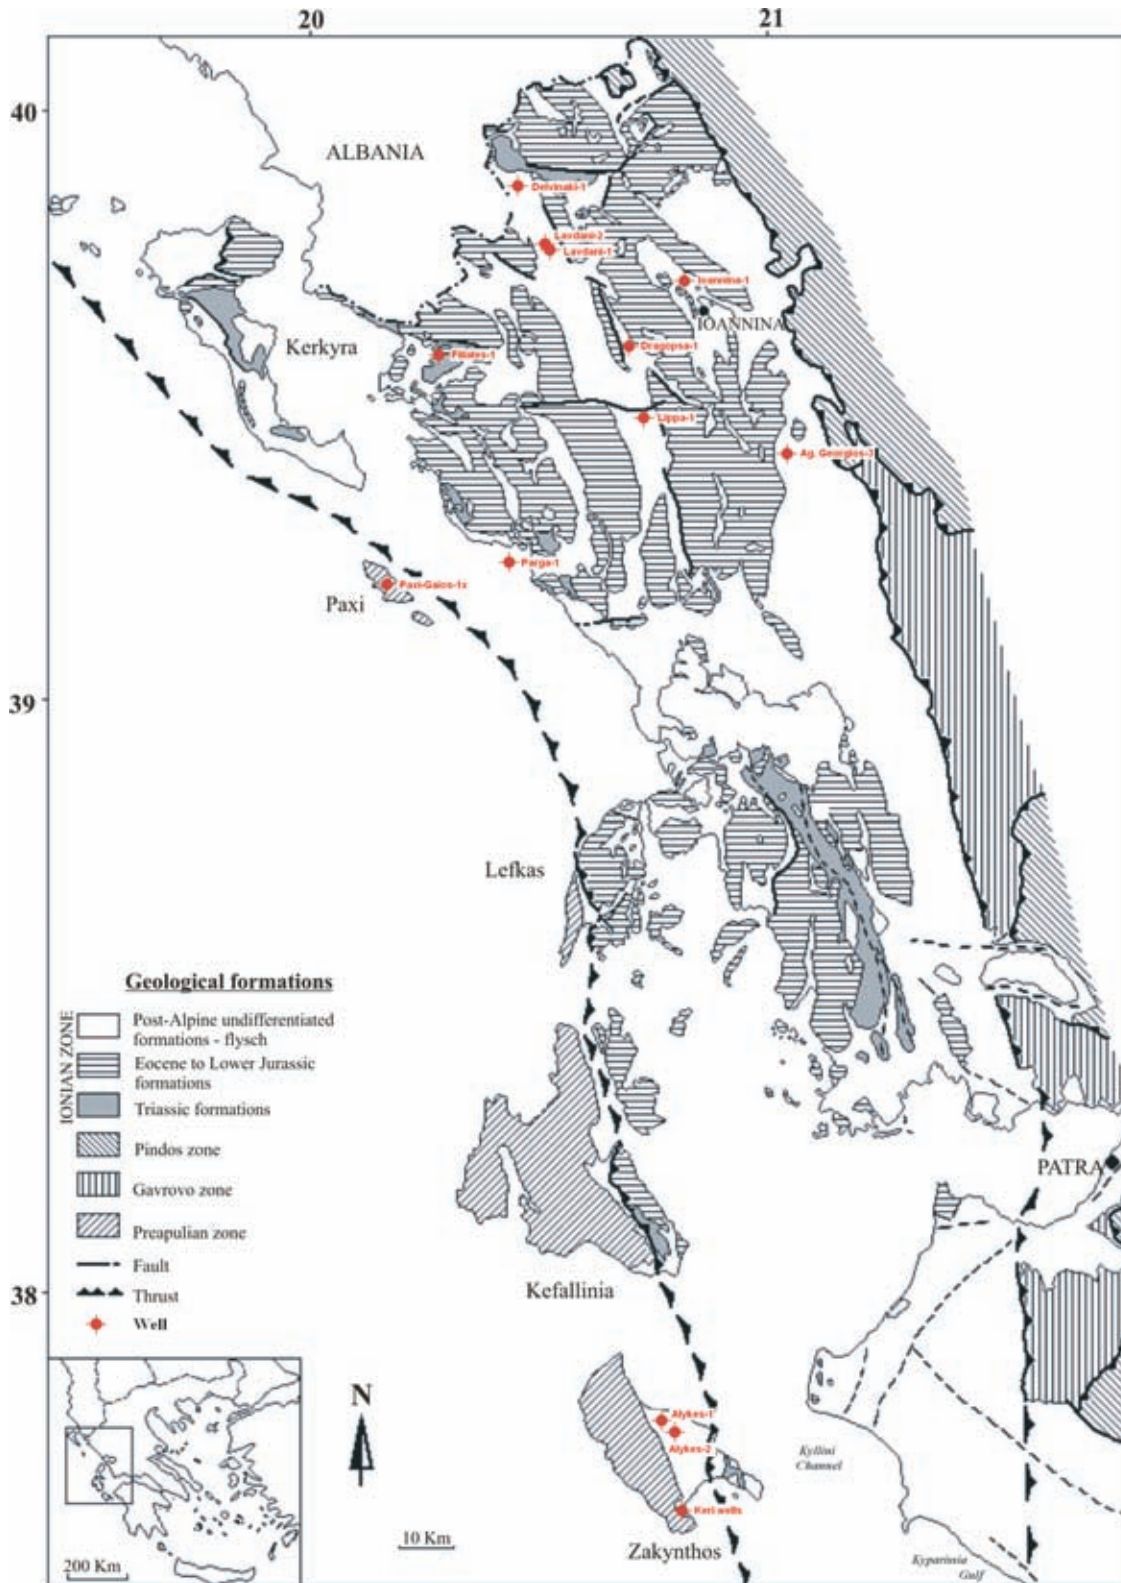 20
21
40
ALBANIA
Delvinaki-1
Lavdani-2
Lavdani-1
Ioannina-1
IOANNINA
Kerkyra
Filiates-1
Dragopsa-1
Lippa-1
Ag. Georgios-3
Parga-1
Paxi-Gaios-1x
Paxi
39
Lefkas
Geological formations
IONIAN ZONE
Post-Alpine undifferentiated
formations - flysch
Eocene to Lower Jurassic
formations
Triassic formations
Pindos zone
Gavrovo zone
Preapulian zone
Fault
Thrust
Well
PATRA
Kefallinia
38
N
Alykes-1
Alykes-2
Kyllini
Channel
Keri wells
10 Km
Zakynthos
200 Km
Kyparissia
Gulf